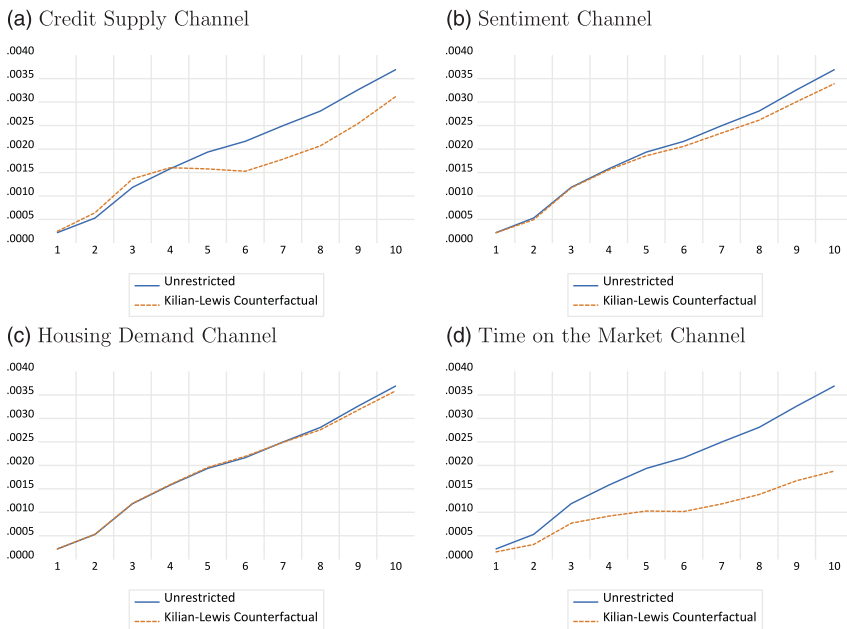 (a) Credit Supply Channel
.0040
.0035
.0030
.0025
.0020
.0015
.0010
.0005
.0000
1 2 3 4 5 6 7 8 9 10
Unrestricted
Kilian-Lewis Counterfactual
(b) Sentiment Channel
.0040
.0035
.0030
.0025
.0020
.0015
.0010
.0005
.0000
1 2 3 4 5 6 7 8 9 10
Unrestricted
Kilian-Lewis Counterfactual
(c) Housing Demand Channel
.0040
.0035
.0030
.0025
.0020
.0015
.0010
.0005
.0000
1 2 3 4 5 6 7 8 9 10
Unrestricted
Kilian-Lewis Counterfactual
(d) Time on the Market Channel
.0040
.0035
.0030
.0025
.0020
.0015
.0010
.0005
.0000
1 2 3 4 5 6 7 8 9 10
Unrestricted
Kilian-Lewis Counterfactual